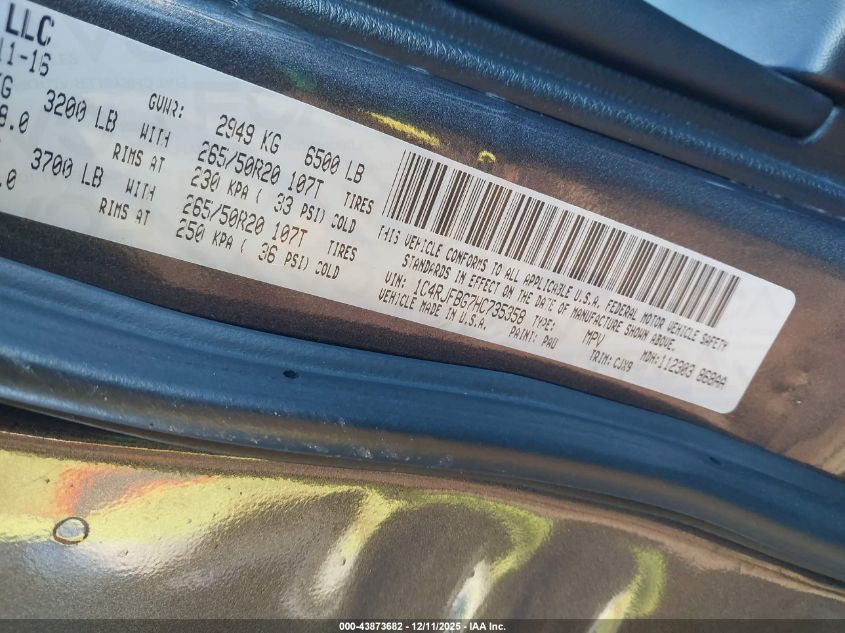 LLC
11-16
KG 3200 LB GVWR: 2949 KG 6500 LB
8.0 WITH 265/50R20 107T TIRES
RIMS AT 230 KPA ( 33 PSI) COLD
3700 LB WITH 265/50R20 107T TIRES
.0 RIMS AT 250 KPA ( 36 PSI) COLD
THIS VEHICLE CONFORMS TO ALL APPLICABLE U.S.A. FEDERAL MOTOR VEHICLE SAFETY
STANDARDS IN EFFECT ON THE DATE OF MANUFACTURE SHOWN ABOVE.
VIN: 1C4RJFBG7HC735358 TYPE: MPV MDH:112303 868AA
VEHICLE MADE IN U.S.A. PAINT: PAU TRIM: CJX9
000-43873682 - 12/11/2025 - IAA Inc.